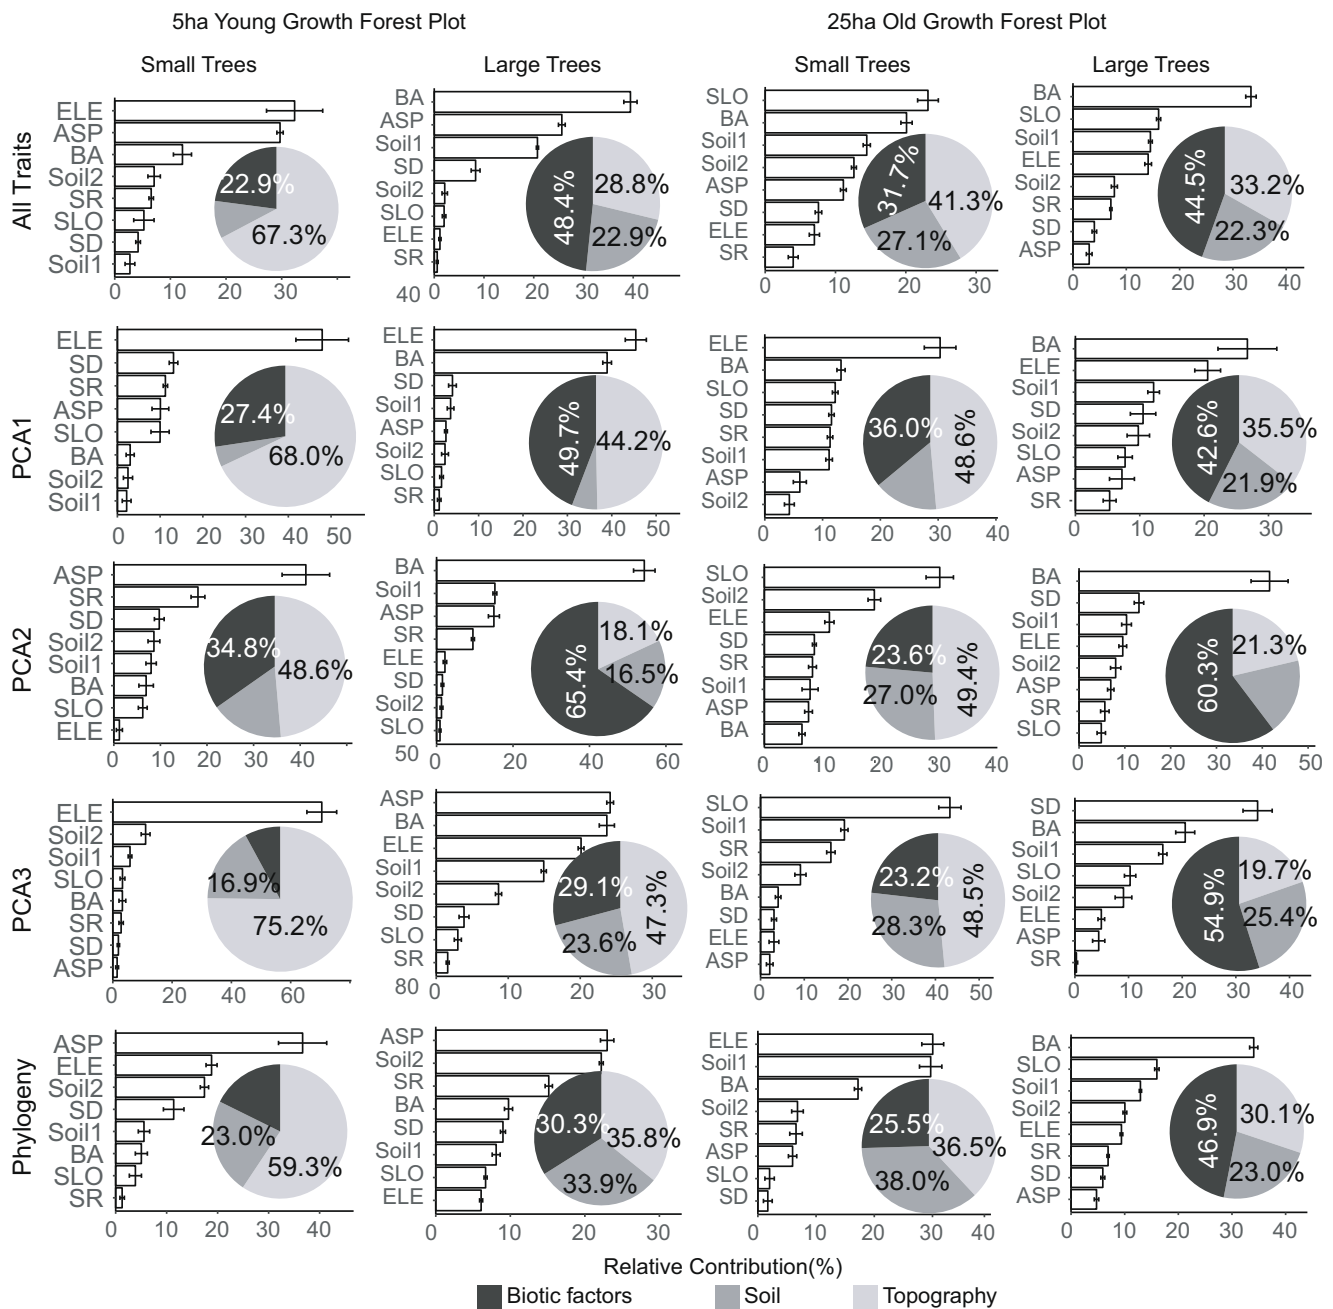 5ha Young Growth Forest Plot
25ha Old Growth Forest Plot
Small Trees
Large Trees
Small Trees
Large Trees
All Traits
ELE
ASP
BA
Soil2
SR
SLO
SD
Soil1
22.9%
67.3%
0 10 20 30 40
BA
ASP
Soil1
SD
Soil2
SLO
ELE
SR
48.4%
28.8%
22.9%
0 10 20 30 40
SLO
BA
Soil1
Soil2
ASP
SD
ELE
SR
31.7%
41.3%
27.1%
0 10 20 30
BA
SLO
Soil1
ELE
Soil2
SR
SD
ASP
44.5%
33.2%
22.3%
0 10 20 30 40
PCA1
ELE
SD
SR
ASP
SLO
BA
Soil2
Soil1
27.4%
68.0%
0 10 20 30 40 50
ELE
BA
SD
Soil1
ASP
Soil2
SLO
SR
49.7%
44.2%
0 10 20 30 40 50
ELE
BA
SLO
SD
SR
Soil1
ASP
Soil2
36.0%
48.6%
0 10 20 30 40
BA
ELE
Soil1
SD
Soil2
SLO
ASP
SR
42.6%
35.5%
21.9%
0 10 20 30
PCA2
ASP
SR
SD
Soil2
Soil1
BA
SLO
ELE
34.8%
48.6%
0 10 20 30 40 50
BA
Soil1
ASP
SR
ELE
SD
Soil2
SLO
65.4%
18.1%
16.5%
0 20 40 60
SLO
Soil2
ELE
SD
SR
Soil1
ASP
BA
23.6%
27.0%
49.4%
0 10 20 30 40
BA
SD
Soil1
ELE
Soil2
ASP
SR
SLO
60.3%
21.3%
0 10 20 30 40 50
PCA3
ELE
Soil2
Soil1
SLO
BA
SR
SD
ASP
16.9%
75.2%
0 20 40 60 80
ASP
BA
ELE
Soil1
Soil2
SD
SLO
SR
29.1%
23.6%
47.3%
0 10 20 30
SLO
Soil1
SR
Soil2
BA
SD
ELE
ASP
23.2%
28.3%
48.5%
0 10 20 30 40 50
SD
BA
Soil1
SLO
Soil2
ELE
ASP
SR
54.9%
19.7%
25.4%
0 10 20 30 40
Phylogeny
ASP
ELE
Soil2
SD
Soil1
BA
SLO
SR
23.0%
59.3%
0 10 20 30 40
ASP
Soil2
SR
BA
SD
Soil1
SLO
ELE
30.3%
35.8%
33.9%
0 10 20 30
ELE
Soil1
BA
Soil2
SR
ASP
SLO
SD
25.5%
36.5%
38.0%
0 10 20 30 40
BA
SLO
Soil1
Soil2
ELE
SR
SD
ASP
46.9%
30.1%
23.0%
0 10 20 30 40
Relative Contribution(%)
Biotic factors
Soil
Topography